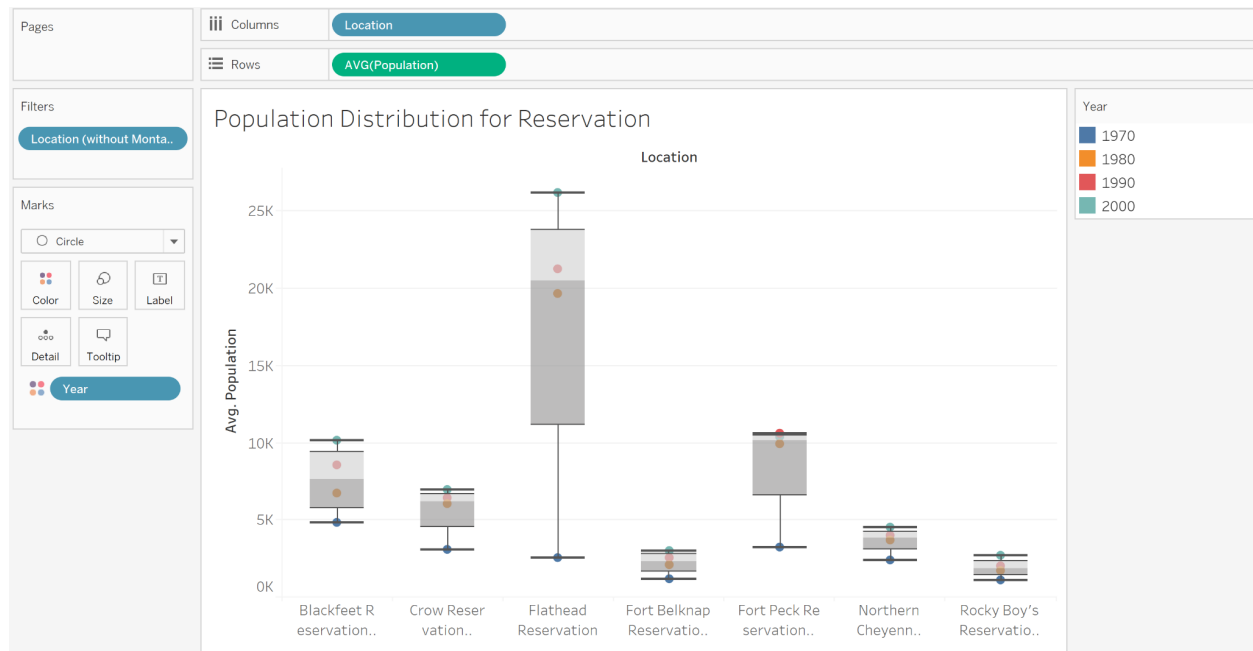 Pages
Columns
Location
Rows
AVG(Population)
Filters
Location (without Monta..
Marks
Circle
Color
Size
Label
Detail
Tooltip
Year
Population Distribution for Reservation
Location
Avg. Population
25K
20K
15K
10K
5K
0K
Blackfeet R
eservation..
Crow Reser
vation..
Flathead
Reservation
Fort Belknap
Reservatio..
Fort Peck Re
servation..
Northern
Cheyenn..
Rocky Boy's
Reservatio..
Year
1970
1980
1990
2000